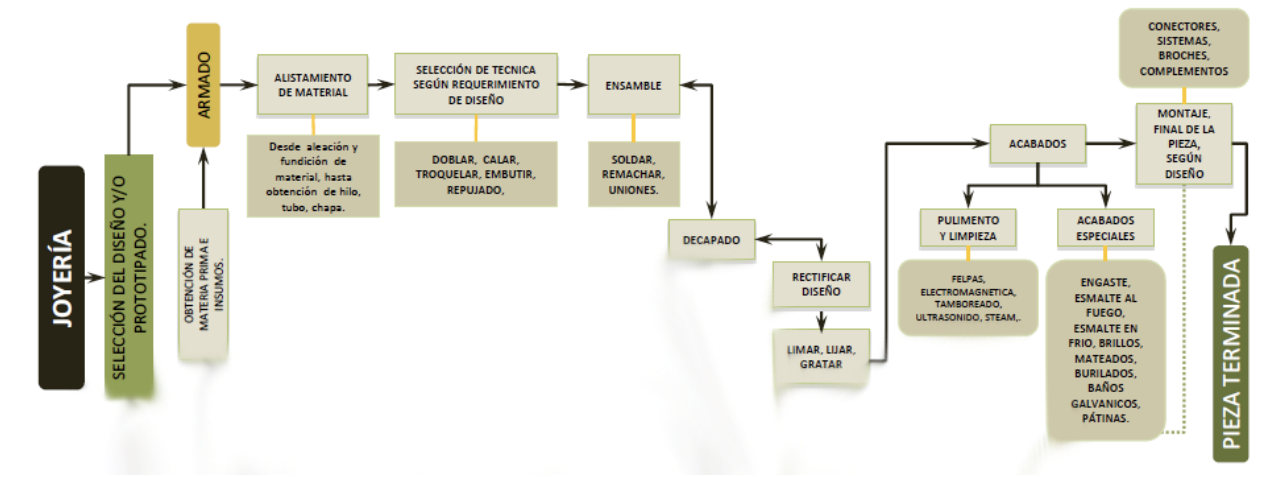 JOYERÍA
SELECCIÓN DEL DISEÑO Y/O
PROTOTIPADO.
OBTENCIÓN DE
MATERIA PRIMA E
INSUMOS.
ARMADO
ALISTAMIENTO
DE MATERIAL
Desde aleación y
fundición de
material, hasta
obtención de hilo,
tubo, chapa.
SELECCIÓN DE TECNICA
SEGÚN REQUERIMIENTO
DE DISEÑO
DOBLAR, CALAR,
TROQUELAR, EMBUTIR,
REPUJADO,
ENSAMBLE
SOLDAR,
REMACHAR,
UNIONES.
DECAPADO
RECTIFICAR
DISEÑO
LIMAR, LIJAR,
GRATAR
ACABADOS
PULIMENTO
Y LIMPIEZA
FELPAS,
ELECTROMAGNETICA,
TAMBOREADO,
ULTRASONIDO, STEAM,.
ACABADOS
ESPECIALES
ENGASTE,
ESMALTE AL
FUEGO,
ESMALTE EN
FRIO, BRILLOS,
MATEADOS,
BURILADOS,
BAÑOS
GALVANICOS,
PÁTINAS.
CONECTORES,
SISTEMAS,
BROCHES,
COMPLEMENTOS
MONTAJE,
FINAL DE LA
PIEZA,
SEGÚN
DISEÑO
PIEZA TERMINADA